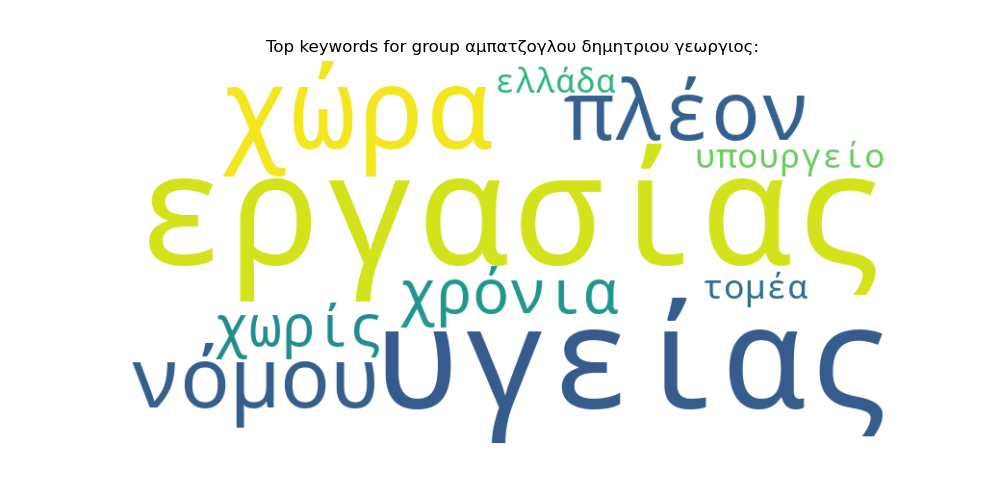 Top keywords for group αμπατζογλου δημητριου γεωργιος:
ελλάδα
χώρα πλέον
υπουργείο
εργασίας
χρόνια τομέα
χωρίς
νόμου υγείας